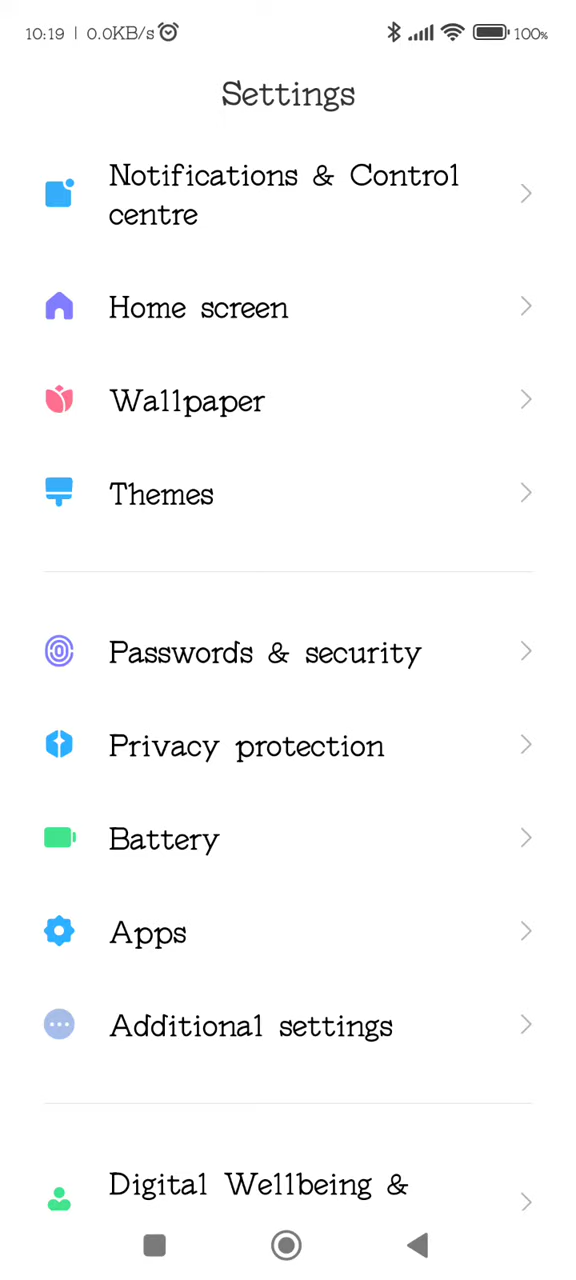 10:19 | 0.0KB/s 100%
Settings
Notifications & Control
centre
Home screen
Wallpaper
Themes
Passwords & security
Privacy protection
Battery
Apps
Additional settings
Digital Wellbeing &